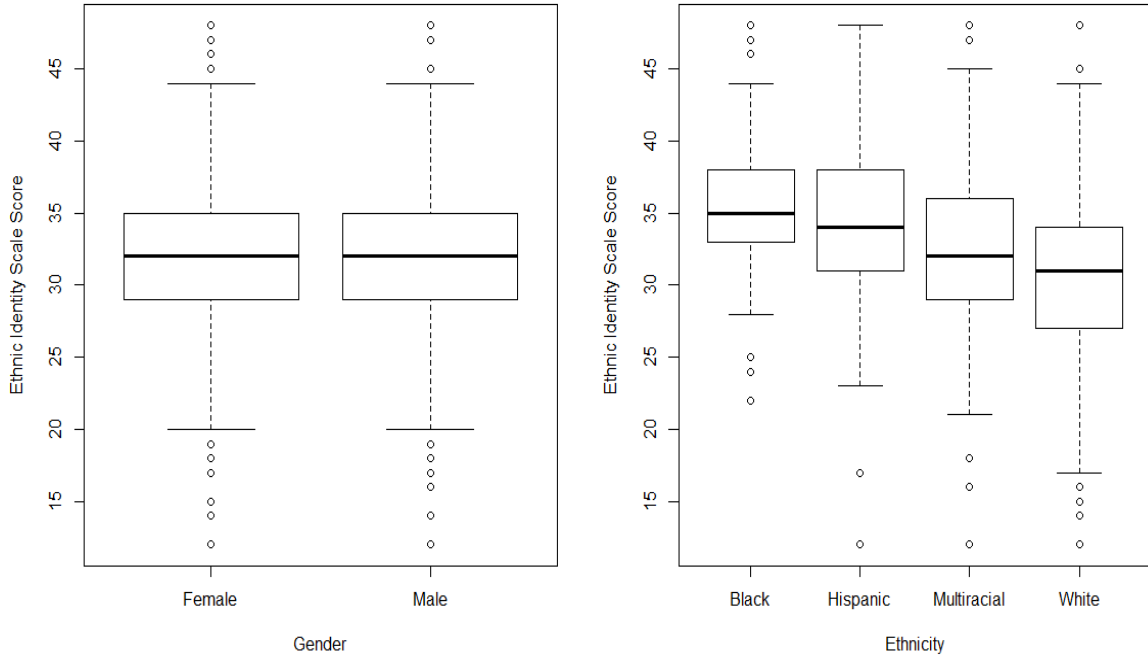 Ethnic Identity Scale Score
45
40
35
30
25
20
15
Female Male
Gender
Ethnic Identity Scale Score
45
40
35
30
25
20
15
Black Hispanic Multiracial White
Ethnicity